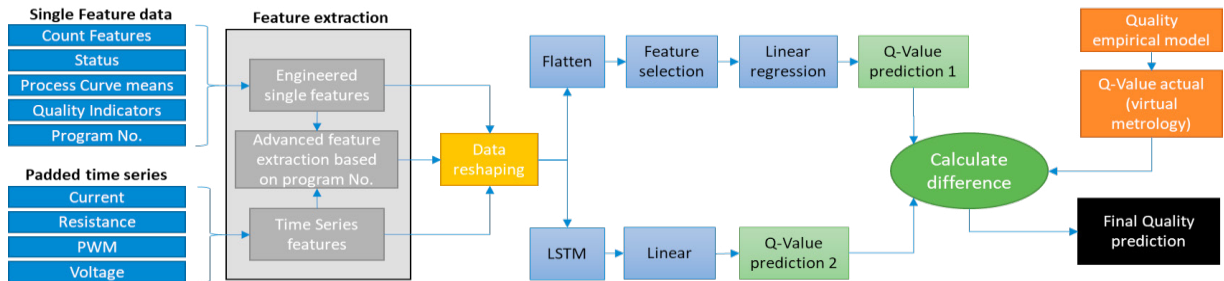 Single Feature data
Count Features
Status
Process Curve means
Quality Indicators
Program No.
Padded time series
Current
Resistance
PWM
Voltage
Feature extraction
Engineered
single features
Advanced feature
extraction based
on program No.
Time Series
features
Data
reshaping
Flatten
Feature
selection
Linear
regression
Q-Value
prediction 1
LSTM
Linear
Q-Value
prediction 2
Calculate
difference
Quality
empirical model
Q-Value actual
(virtual
metrology)
Final Quality
prediction